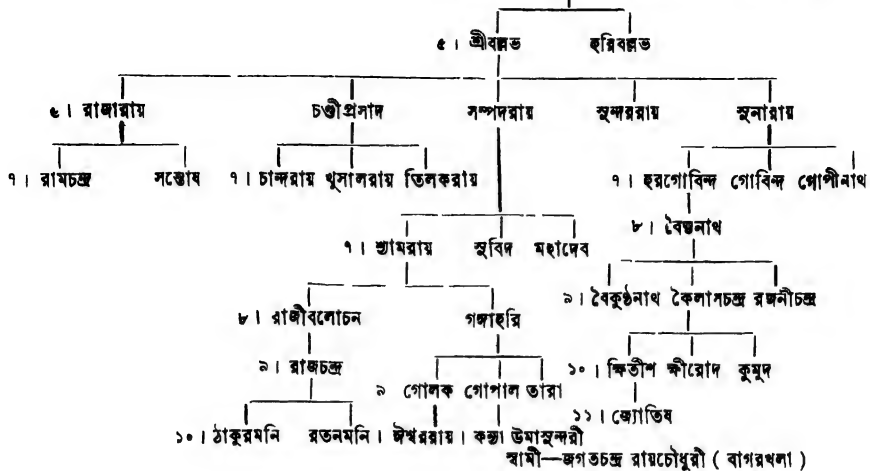 ৫। শ্রীবল্লভ হরিবল্লভ
৬। রাজারায় চণ্ডীপ্রসাদ সম্পদরায় সুন্দররায় সুনারায়
৭। রামচন্দ্র সন্তোষ ৭। চান্দরায় খুসালরায় তিলকরায় ৭। হরগোবিন্দ গোবিন্দ গোপীনাথ
৮। বৈদ্যনাথ
৭। শ্যামরায় সুবিদ মহাদেব
৯। বৈকুণ্ঠনাথ কৈলাসচন্দ্র রজনীচন্দ্র
৮। রাজীবলোচন গঙ্গাহরি
১০। ক্ষিতীশ ক্ষীরোদ কুমুদ
৯। রাজচন্দ্র ৯ গোলক গোপাল তারা
১১। জ্যোতিষ
১০। ঠাকুরমনি রতনমনি। ঈশ্বররায়। কন্তা উমাসুন্দরী
স্বামী—জগতচন্দ্র রায়চৌধুরী ( বাগরখলা )